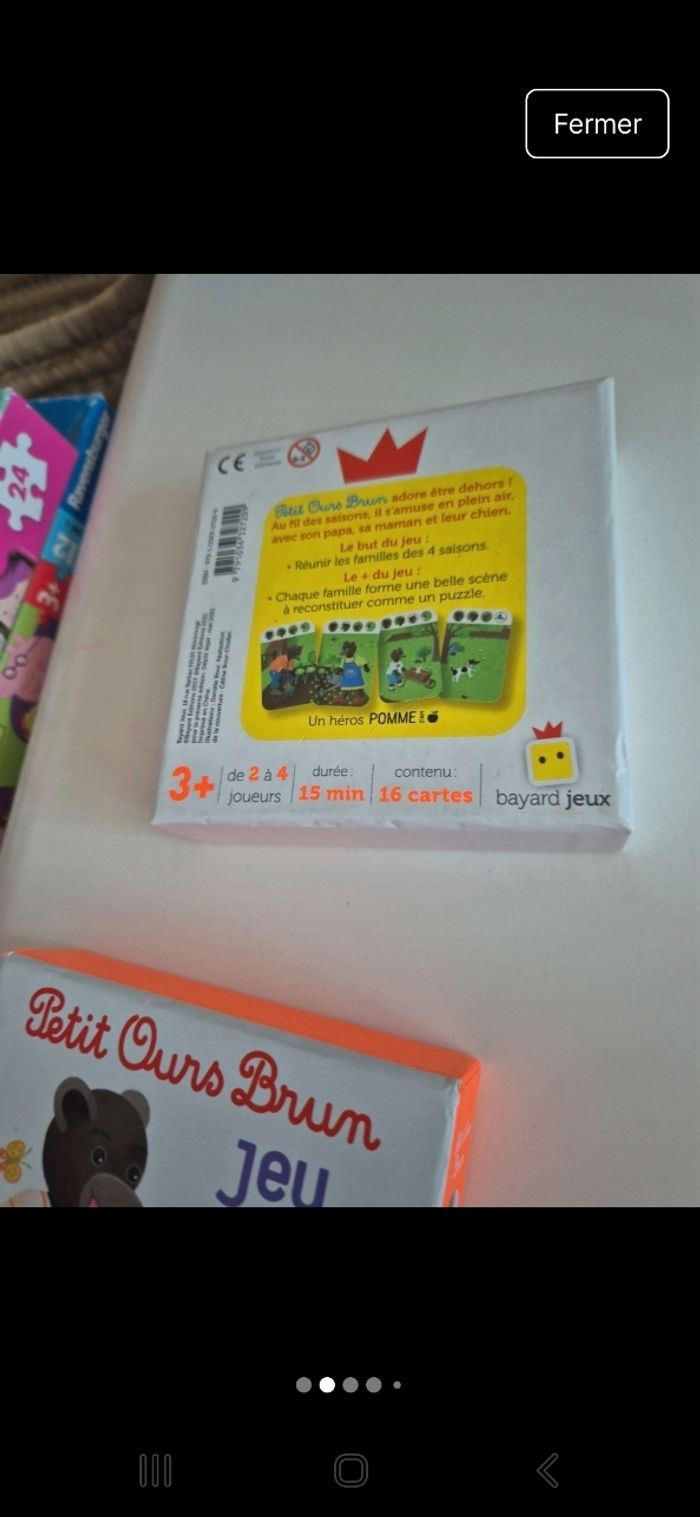 Fermer
24
Ravensburger
3+
CE
0-3
Petit Ours Brun adore être dehors !
Au fil des saisons, il s'amuse en plein air,
avec son papa, sa maman et leur chien.
Le but du jeu :
• Réunir les familles des 4 saisons.
Le + du jeu :
• Chaque famille forme une belle scène
à reconstituer comme un puzzle.
Un héros POMME
3+
de 2 à 4
joueurs
durée :
15 min
contenu :
16 cartes
bayard jeux
Petit Ours Brun
jeu